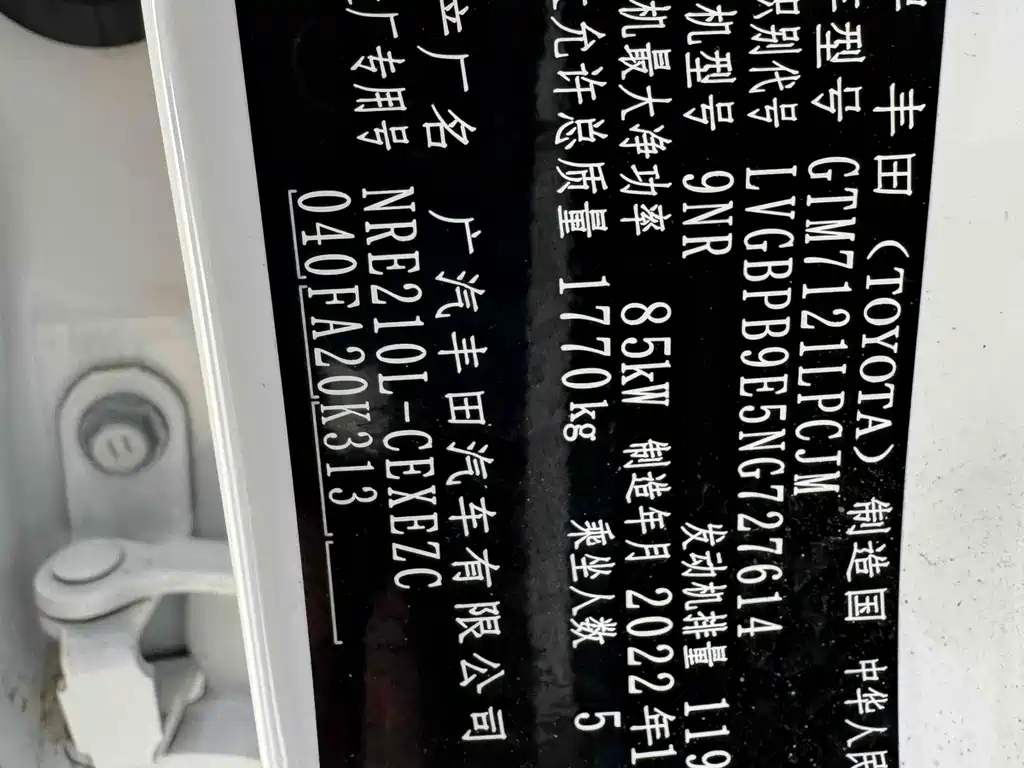 丰田 (TOYOTA) 制造国 中华人民
型号 GTM7121LPCJM
识别代号 LVGBPB9E5NG727614
机型号 9NR 发动机排量 119
机最大净功率 85kW 制造年月 2022年1
允许总质量 1770kg 乘坐人数 5
产厂名 广汽丰田汽车有限公司
厂专用号 NRE210L-CEXEZC
040FA20K313